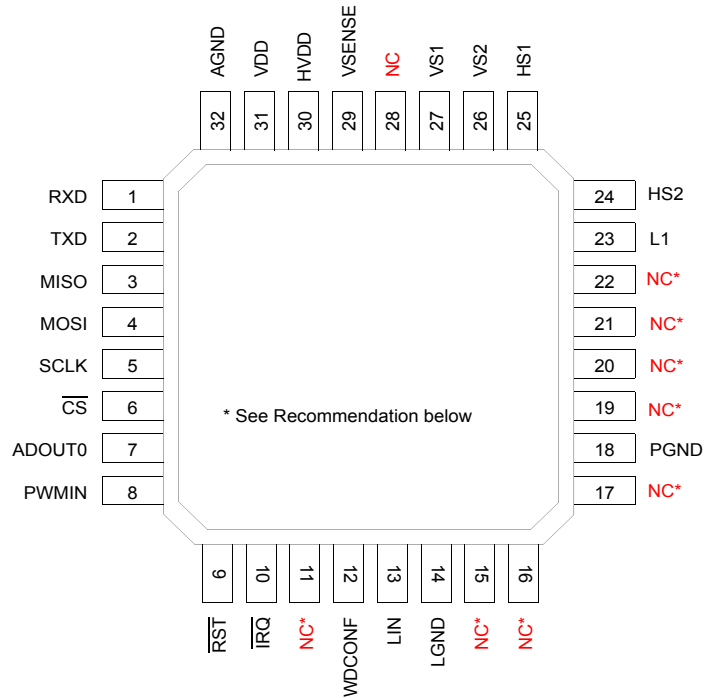 AGND VDD HVDD VSENSE NC VS1 VS2 HS1
32 31 30 29 28 27 26 25
RXD 1
TXD 2
MISO 3
MOSI 4
SCLK 5
C̅S̅ 6
ADOUT0 7
PWMIN 8
24 HS2
23 L1
22 NC*
21 NC*
20 NC*
19 NC*
18 PGND
17 NC*
* See Recommendation below
9 10 11 12 13 14 15 16
R̅S̅T̅ I̅R̅Q̅ NC* WDCONF LIN LGND NC* NC*